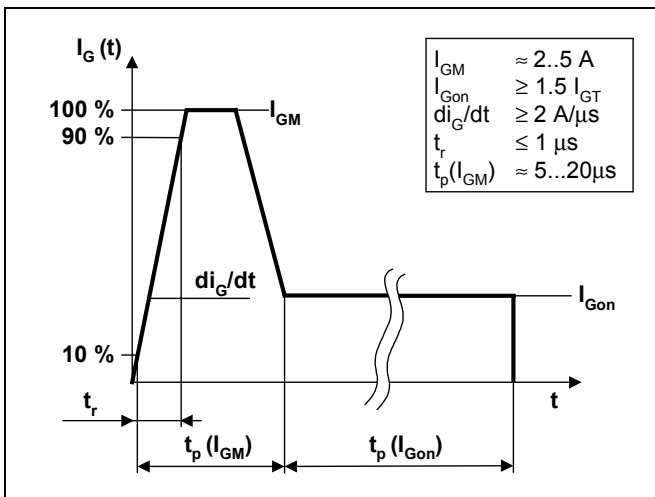 I_G (t)
I_GM ≈ 2..5 A
I_Gon ≥ 1.5 I_GT
di_G/dt ≥ 2 A/μs
t_r ≤ 1 μs
t_p(I_GM) ≈ 5...20μs
100 %
I_GM
90 %
di_G/dt
I_Gon
10 %
t
t_r
t_p (I_GM)
t_p (I_Gon)